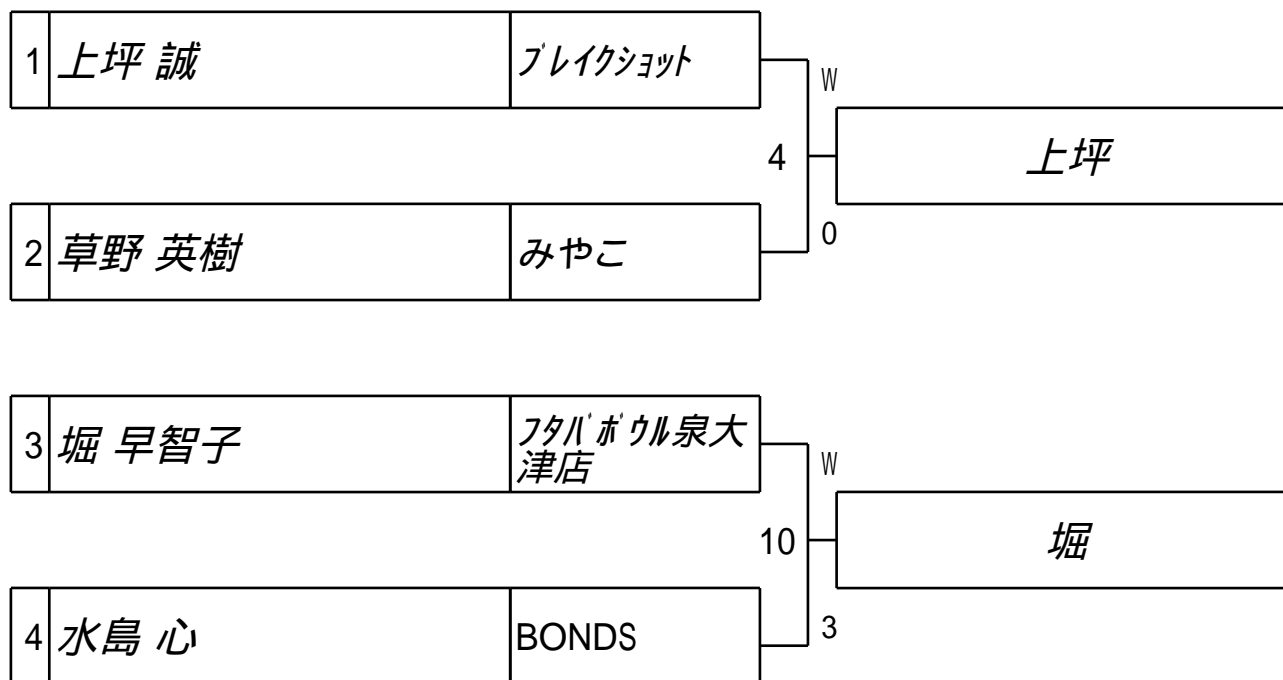 1 上坪 誠 ﾌﾞﾚｲｸｼｮｯﾄ
W
4 上坪
0
2 草野 英樹 みやこ
3 堀 早智子 ﾌﾀﾊﾞﾎﾞｳﾙ泉大
津店
W
10 堀
3
4 水島 心 BONDS